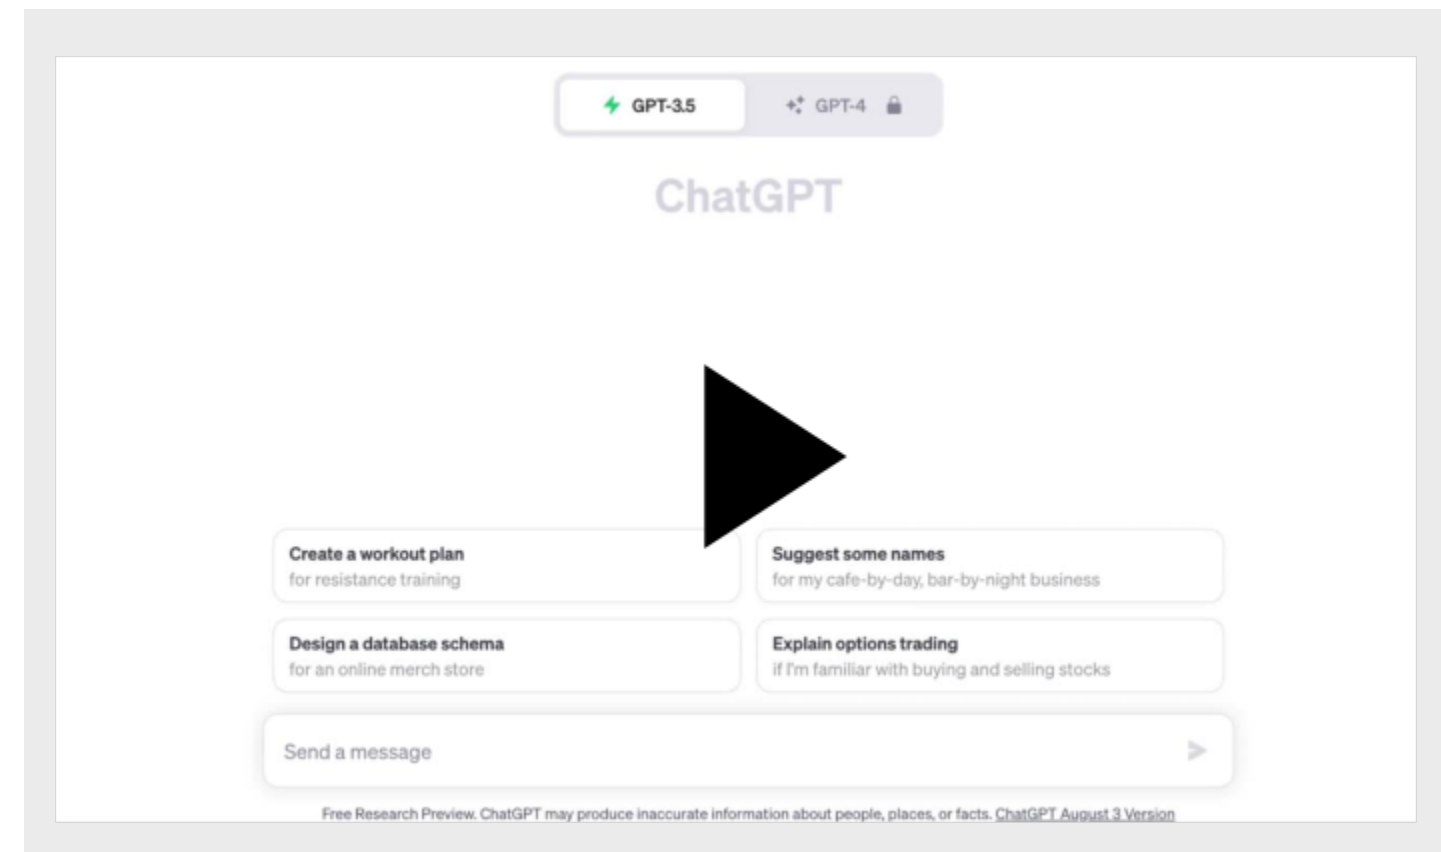 GPT-3.5
GPT-4
ChatGPT
Create a workout plan
for resistance training
Suggest some names
for my cafe-by-day, bar-by-night business
Design a database schema
for an online merch store
Explain options trading
if I'm familiar with buying and selling stocks
Send a message
Free Research Preview. ChatGPT may produce inaccurate information about people, places, or facts. ChatGPT August 3 Version